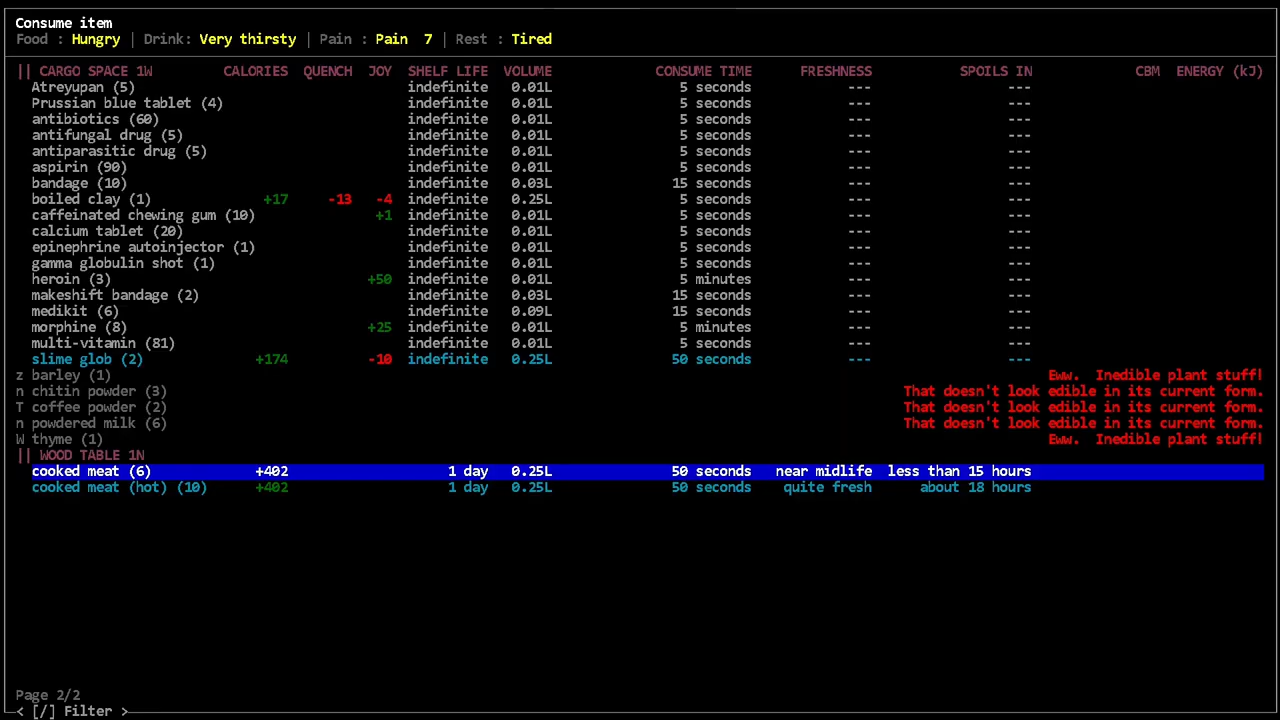 Consume item
Food : Hungry | Drink: Very thirsty | Pain : Pain 7 | Rest : Tired
|| CARGO SPACE 1W CALORIES QUENCH JOY SHELF LIFE VOLUME CONSUME TIME FRESHNESS SPOILS IN CBM ENERGY (kJ)
Atreyupan (5) indefinite 0.01L 5 seconds --- ---
Prussian blue tablet (4) indefinite 0.01L 5 seconds --- ---
antibiotics (60) indefinite 0.01L 5 seconds --- ---
antifungal drug (5) indefinite 0.01L 5 seconds --- ---
antiparasitic drug (5) indefinite 0.01L 5 seconds --- ---
aspirin (90) indefinite 0.01L 5 seconds --- ---
bandage (10) indefinite 0.03L 15 seconds --- ---
boiled clay (1) +17 -13 -4 indefinite 0.25L 5 seconds --- ---
caffeinated chewing gum (10) +1 indefinite 0.01L 5 seconds --- ---
calcium tablet (20) indefinite 0.01L 5 seconds --- ---
epinephrine autoinjector (1) indefinite 0.01L 5 seconds --- ---
gamma globulin shot (1) indefinite 0.01L 5 seconds --- ---
heroin (3) +50 indefinite 0.01L 5 minutes --- ---
makeshift bandage (2) indefinite 0.03L 15 seconds --- ---
medikit (6) indefinite 0.09L 15 seconds --- ---
morphine (8) +25 indefinite 0.01L 5 minutes --- ---
multi-vitamin (81) indefinite 0.01L 5 seconds --- ---
slime glob (2) +174 -10 indefinite 0.25L 50 seconds --- ---
z barley (1) Eww. Inedible plant stuff!
n chitin powder (3) That doesn't look edible in its current form.
T coffee powder (2) That doesn't look edible in its current form.
n powdered milk (6) That doesn't look edible in its current form.
W thyme (1) Eww. Inedible plant stuff!
|| WOOD TABLE 1N
cooked meat (6) +402 1 day 0.25L 50 seconds near midlife less than 15 hours
cooked meat (hot) (10) +402 1 day 0.25L 50 seconds quite fresh about 18 hours
Page 2/2
< [/] Filter >